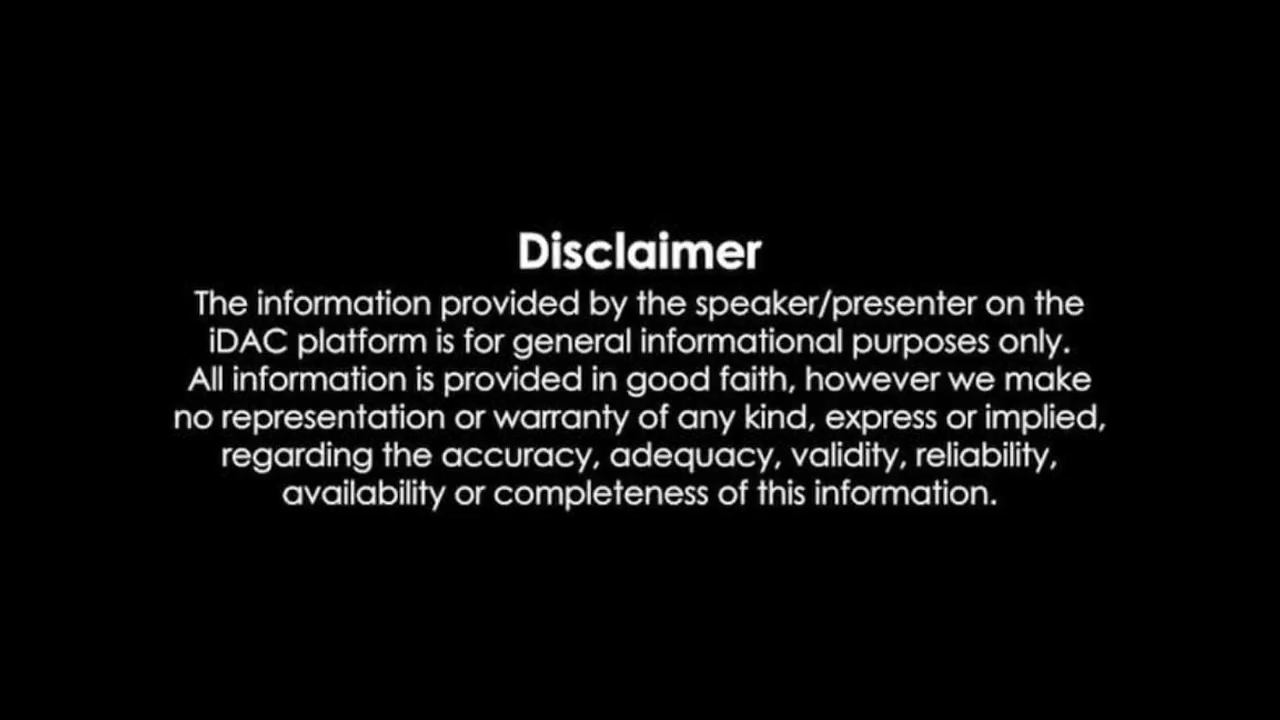 Disclaimer
The information provided by the speaker/presenter on the
iDAC platform is for general informational purposes only.
All information is provided in good faith, however we make
no representation or warranty of any kind, express or implied,
regarding the accuracy, adequacy, validity, reliability,
availability or completeness of this information.